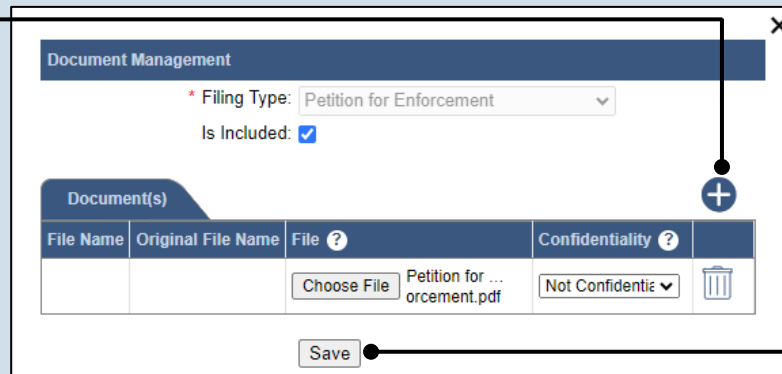 Document Management
* Filing Type: Petition for Enforcement
Is Included:
Document(s)
File Name Original File Name File ? Confidentiality ?
Choose File Petition for ...
orcement.pdf
Not Confidentia
Save